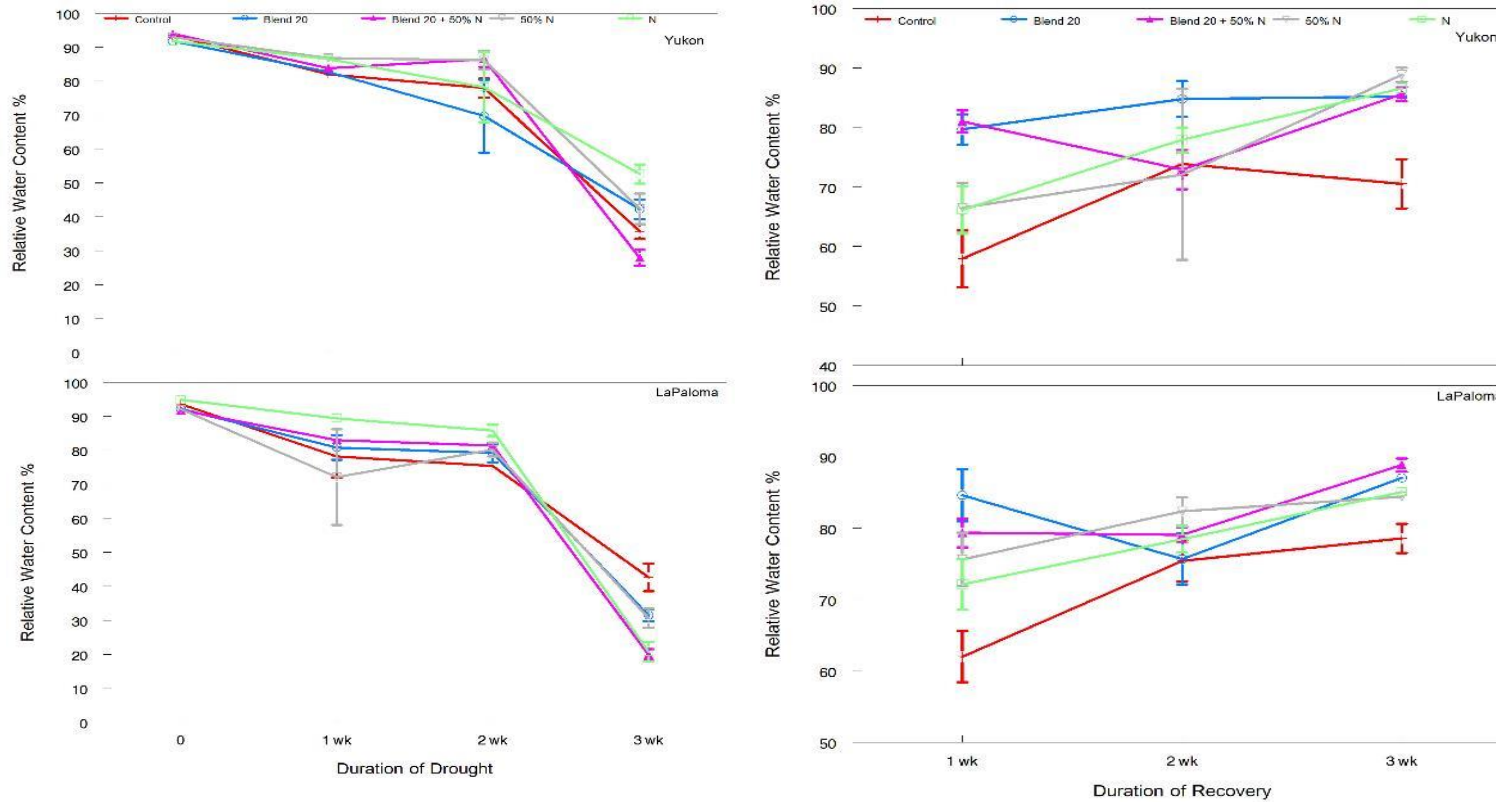 Control Blend 20 Blend 20 + 50% N 50% N N
Yukon
Relative Water Content %
100
90
80
70
60
50
40
30
20
10
0
LaPaloma
Relative Water Content %
100
90
80
70
60
50
40
30
20
10
0
0 1 wk 2 wk 3 wk
Duration of Drought
Control Blend 20 Blend 20 + 50% N 50% N N
Yukon
Relative Water Content %
100
90
80
70
60
50
40
LaPaloma
Relative Water Content %
100
90
80
70
60
50
1 wk 2 wk 3 wk
Duration of Recovery